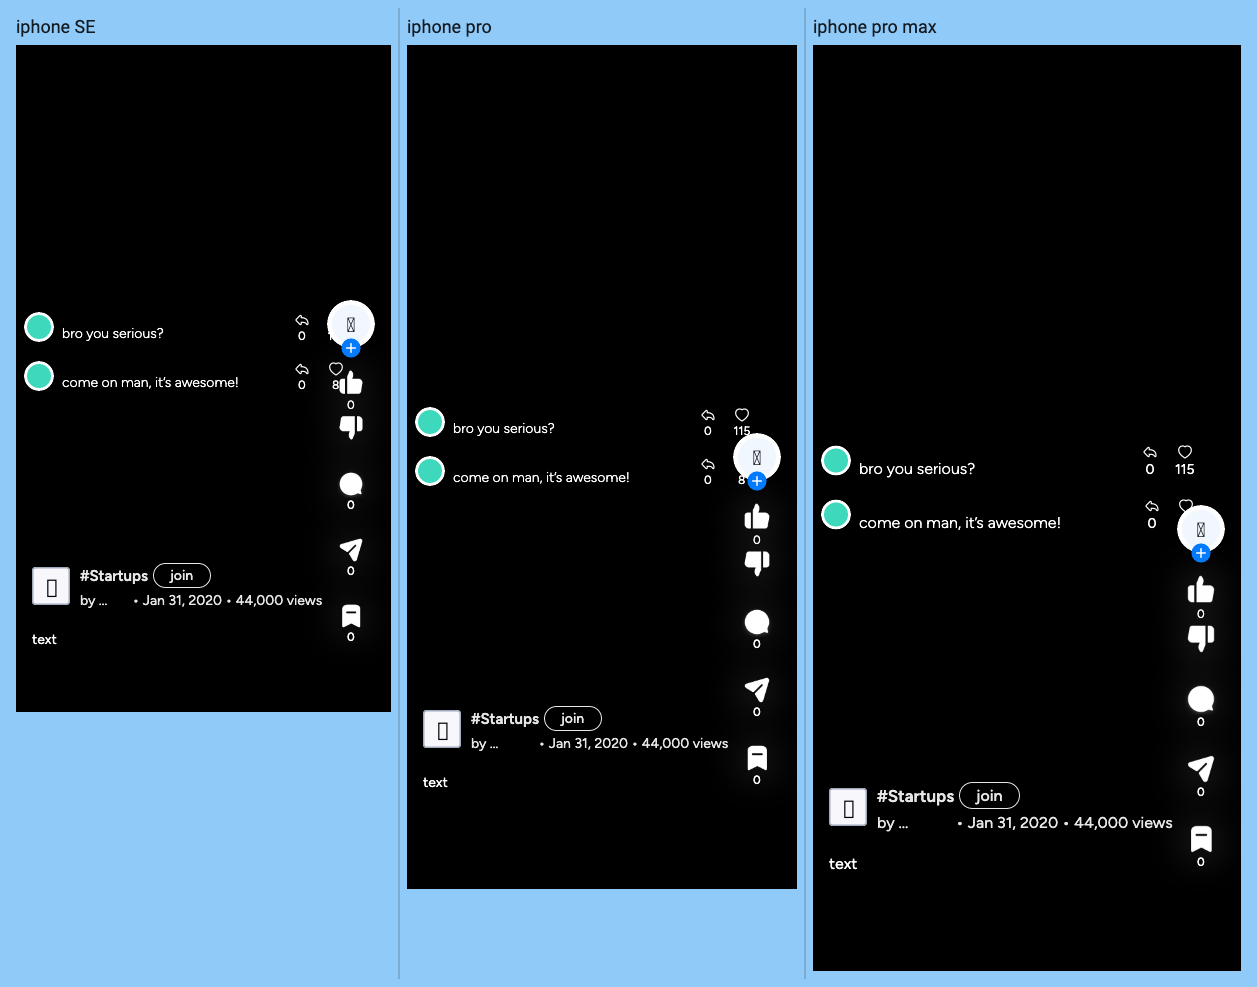 iphone SE
bro you serious?
0
come on man, it's awesome!
0
8
0
0
0
#Startups
join
by ...
• Jan 31, 2020 • 44,000 views
0
text
iphone pro
bro you serious?
0
115
come on man, it's awesome!
0
8
0
0
0
#Startups
join
by ...
• Jan 31, 2020 • 44,000 views
0
text
iphone pro max
bro you serious?
0
115
come on man, it's awesome!
0
0
0
0
#Startups
join
by ...
• Jan 31, 2020 • 44,000 views
0
text